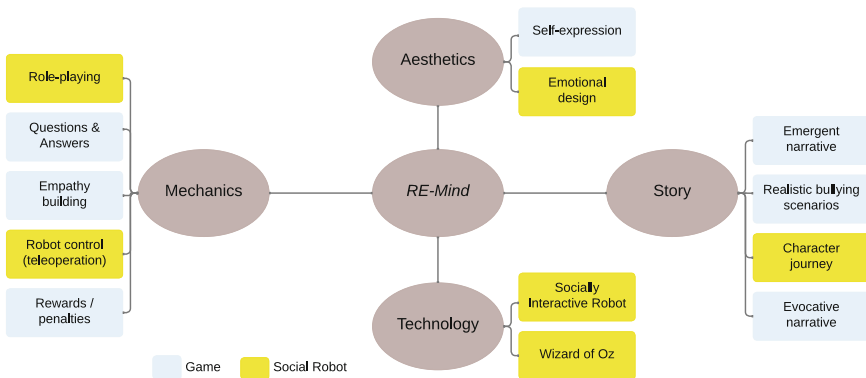 Aesthetics
Self-expression
Emotional
design
Role-playing
Questions &
Answers
Empathy
building
Robot control
(teleoperation)
Rewards /
penalties
Mechanics
RE-Mind
Story
Emergent
narrative
Realistic bullying
scenarios
Character
journey
Evocative
narrative
Technology
Socially
Interactive Robot
Wizard of Oz
Game
Social Robot